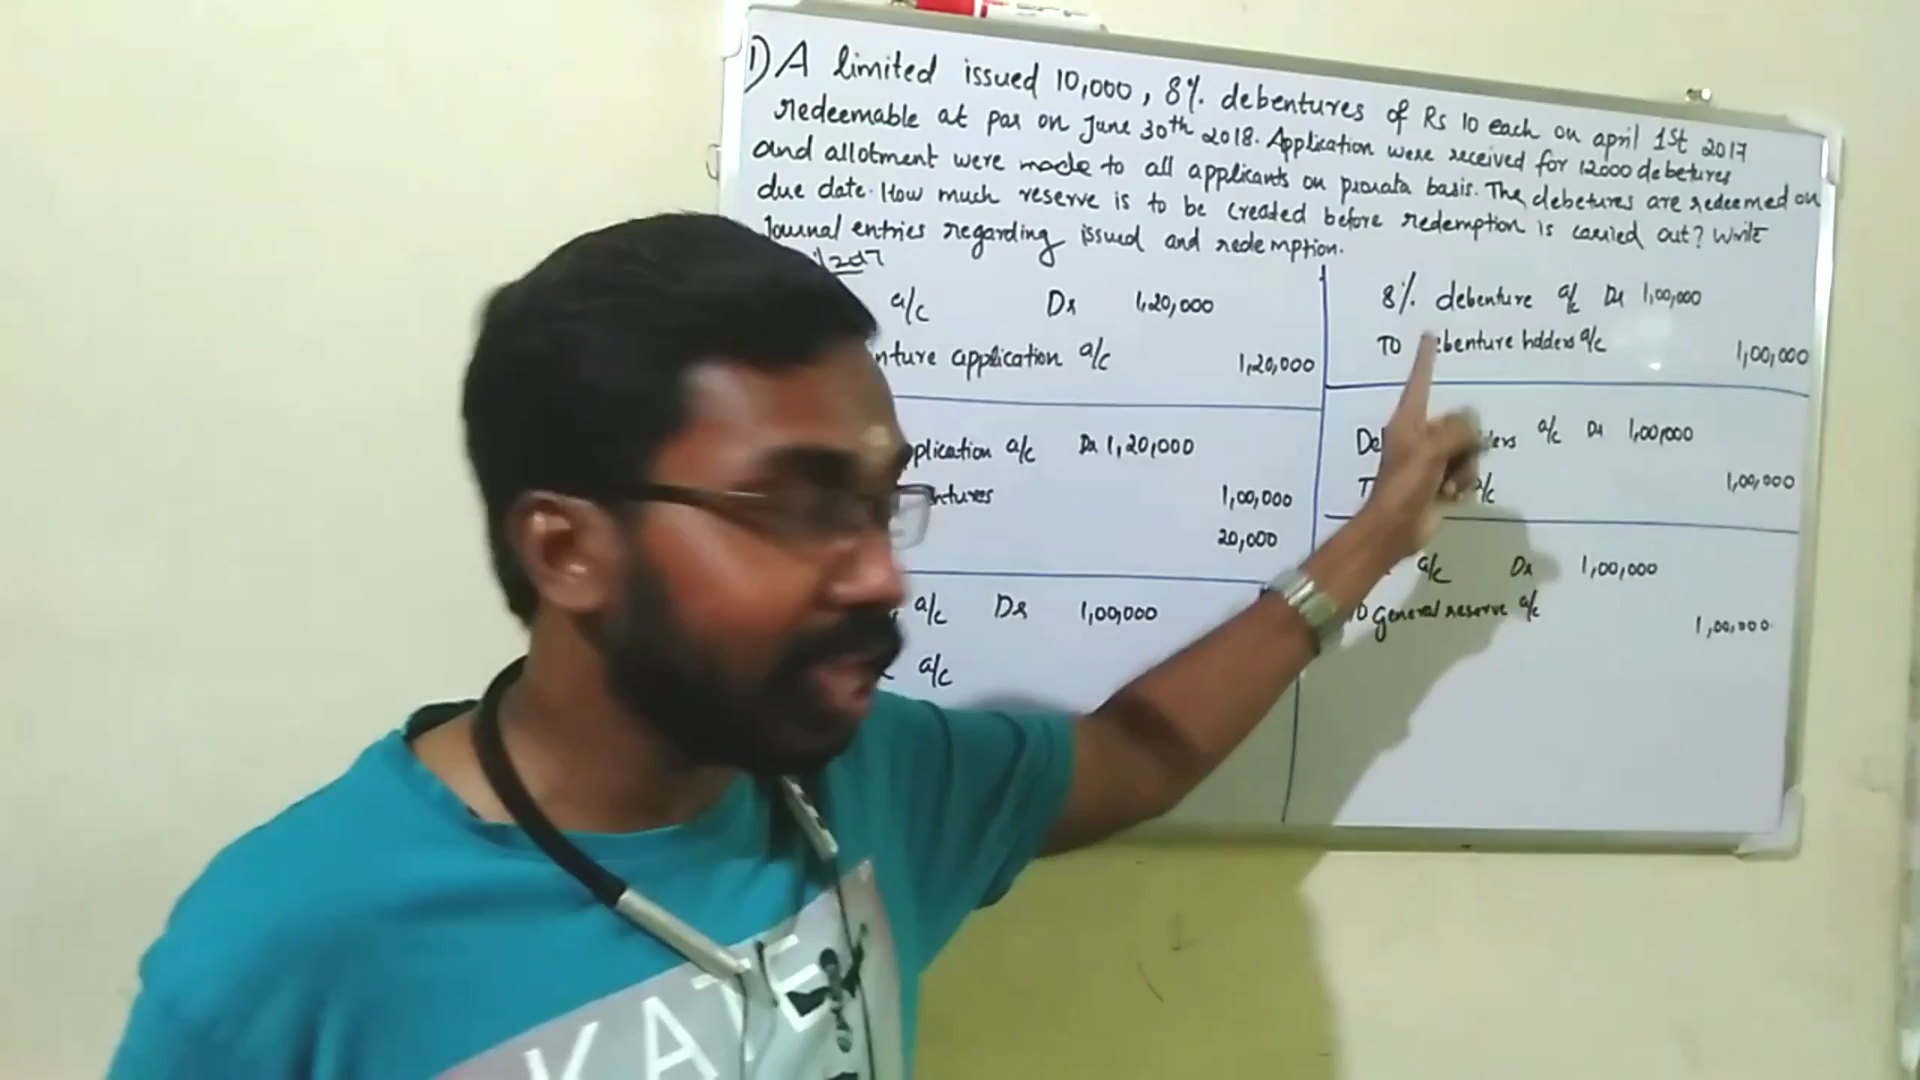 1) A limited issued 10,000, 8% debentures of Rs 10 each on april 1st 2017
redeemable at par on June 30th 2018. Application were received for 12000 debetures
and allotment were made to all applicants on prorata basis. The debetures are redeemed on
due date. How much reserve is to be created before redemption is carried out? Write
Journal entries regarding issued and redemption.
/2017
a/c Dr 1,20,000
nture application a/c 1,20,000
plication a/c Dr 1,20,000
ntures 1,00,000
20,000
a/c Dr 1,00,000
a/c
8% debenture a/c Dr 1,00,000
TO ebenture holders a/c 1,00,000
De ders a/c Dr 1,00,000
T a/c 1,00,000
a/c Dr 1,00,000
O General reserve a/c 1,00,000
KATE